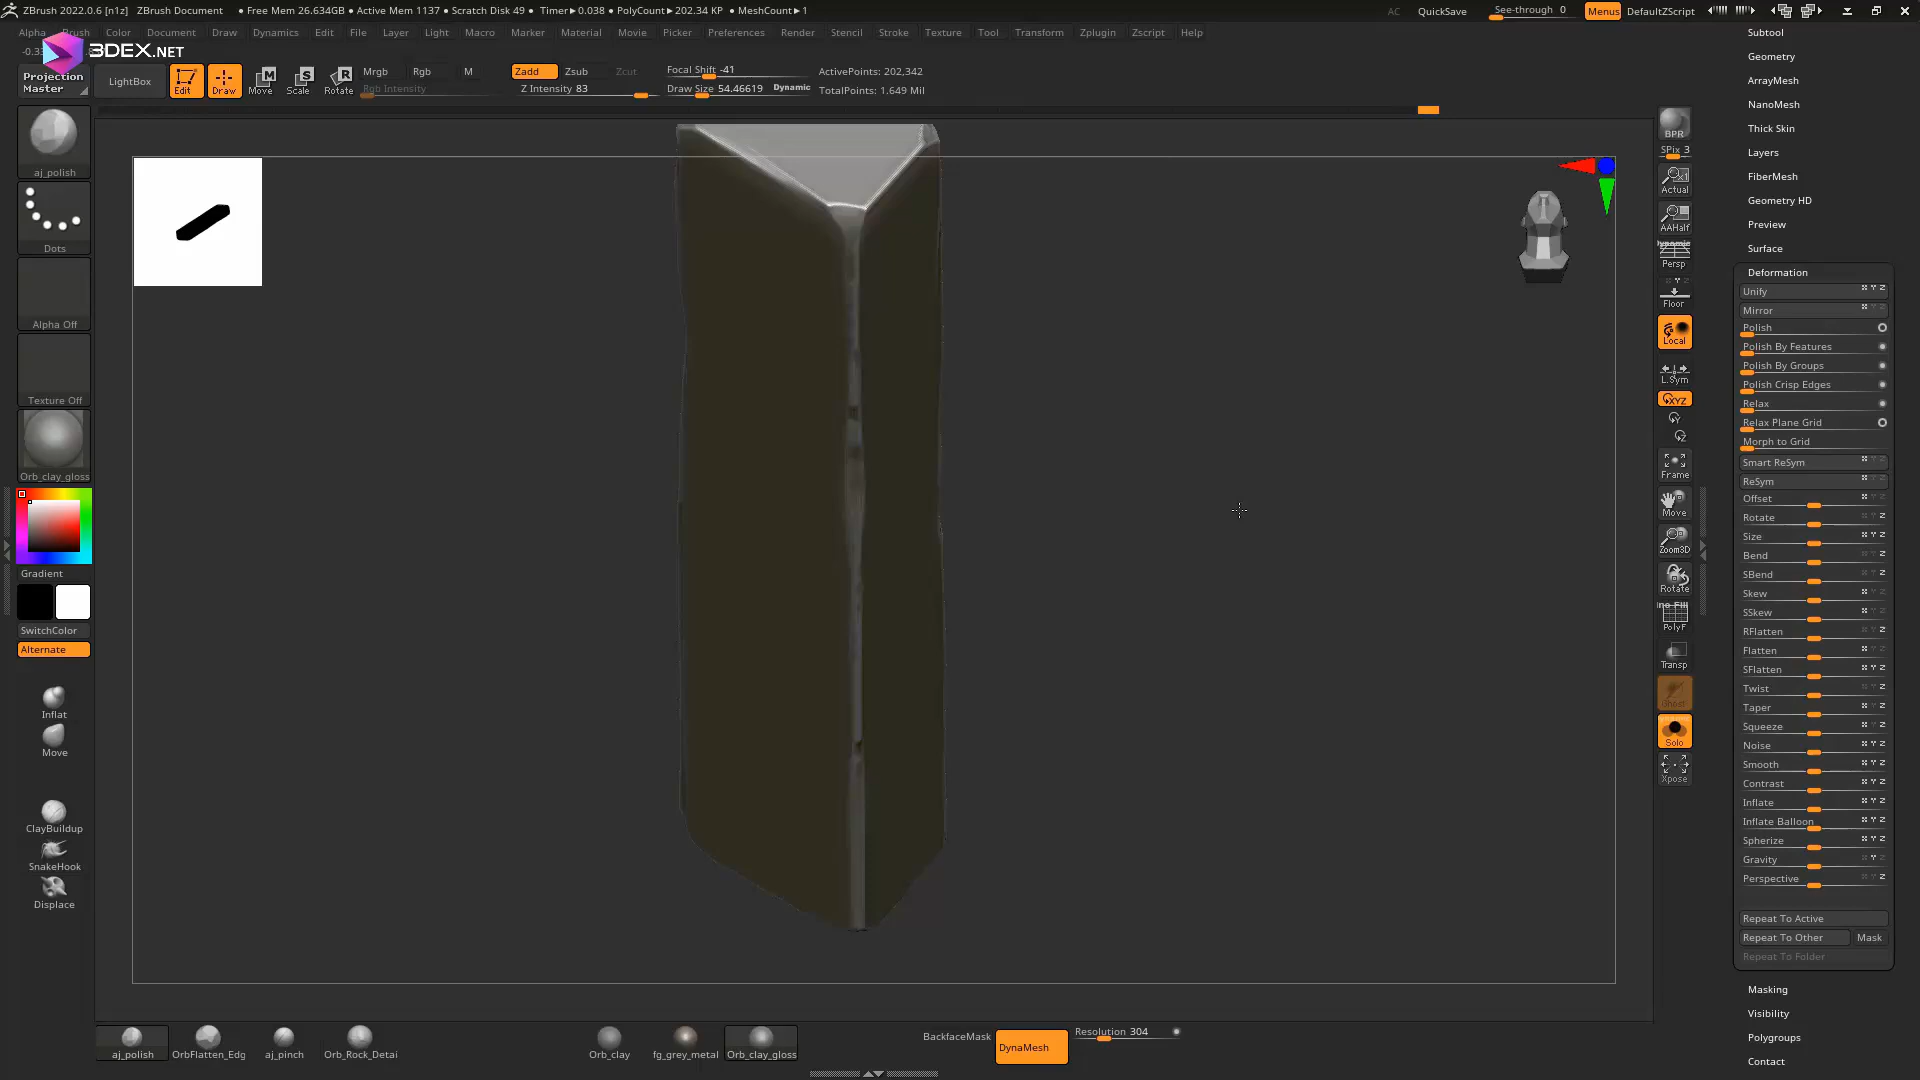 ZBrush 2022.0.6 [n1z] ZBrush Document • Free Mem 26.634GB • Active Mem 1137 • Scratch Disk 49 • Timer►0.038 • PolyCount►202.34 KP • MeshCount►1 AC QuickSave See-through 0 Menus DefaultZScript
Alpha Brush Color Document Draw Dynamics Edit File Layer Light Macro Marker Material Movie Picker Preferences Render Stencil Stroke Texture Tool Transform Zplugin Zscript Help
3DEX.NET
Projection Master
LightBox
Edit
Draw
Move
Scale
Rotate
Mrgb Rgb M
Rgb Intensity
Zadd Zsub Zcut
Z Intensity 83
Focal Shift -41
Draw Size 54.46619 Dynamic
ActivePoints: 202,342
TotalPoints: 1,649 Mil
aj_polish
Dots
Alpha Off
Texture Off
Orb_clay_gloss
Gradient
SwitchColor
Alternate
Inflat
Move
ClayBuildup
SnakeHook
Displace
BPR
SPix 3
Actual
AAHalf
Persp
Floor
Local
L.Sym
XYZ
Frame
Move
Zoom3D
Rotate
PolyF
Transp
Ghost
Solo
Xpose
Subtool
Geometry
ArrayMesh
NanoMesh
Thick Skin
Layers
FiberMesh
Geometry HD
Preview
Surface
Deformation
Unify
Mirror
Polish
Polish By Features
Polish By Groups
Polish Crisp Edges
Relax
Relax Plane Grid
Morph to Grid
Smart ReSym
ReSym
Offset
Rotate
Size
Bend
SBend
Skew
SSkew
RFlatten
Flatten
SFlatten
Twist
Taper
Squeeze
Noise
Smooth
Contrast
Inflate
Inflate Balloon
Spherize
Gravity
Perspective
Repeat To Active
Repeat To Other Mask
Repeat To Folder
Masking
Visibility
Polygroups
Contact
aj_polish OrbFlatten_Edg aj_pinch Orb_Rock_Detai Orb_clay fg_grey_metal Orb_clay_gloss
BackfaceMask DynaMesh Resolution 304